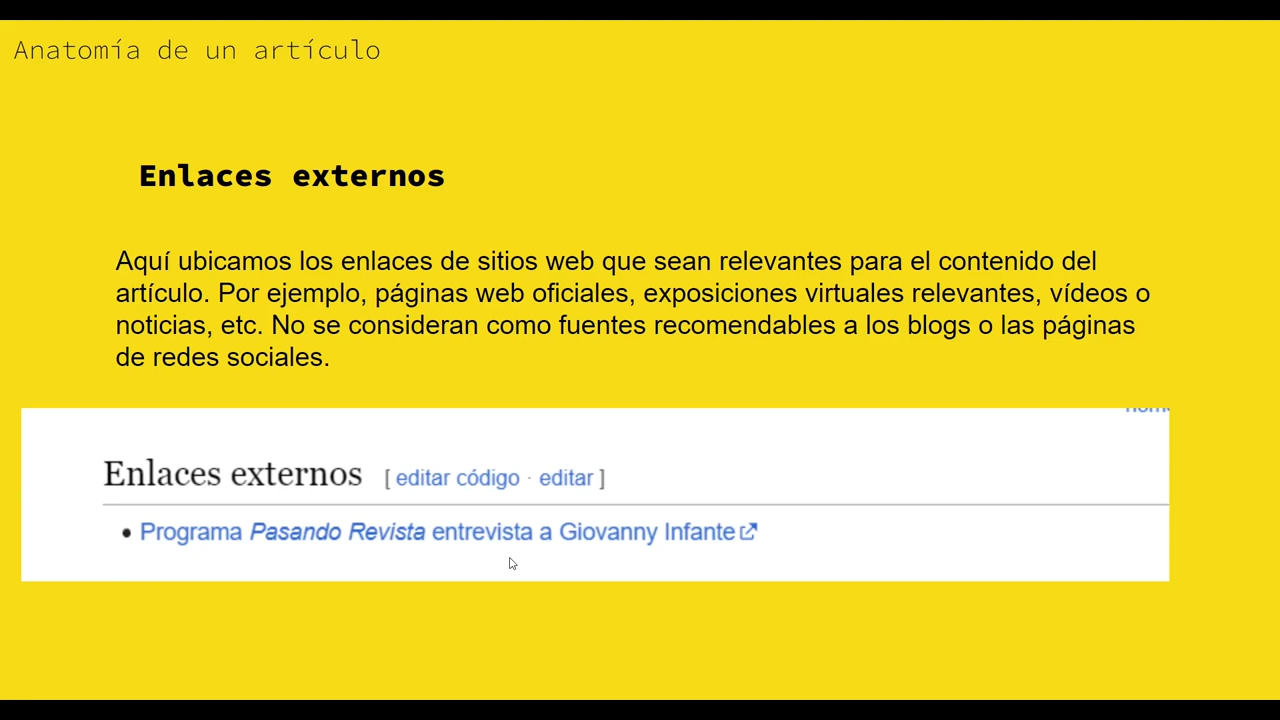 Anatomía de un artículo
Enlaces externos
Aquí ubicamos los enlaces de sitios web que sean relevantes para el contenido del
artículo. Por ejemplo, páginas web oficiales, exposiciones virtuales relevantes, vídeos o
noticias, etc. No se consideran como fuentes recomendables a los blogs o las páginas
de redes sociales.
Enlaces externos [ editar código · editar ]
• Programa Pasando Revista entrevista a Giovanny Infante